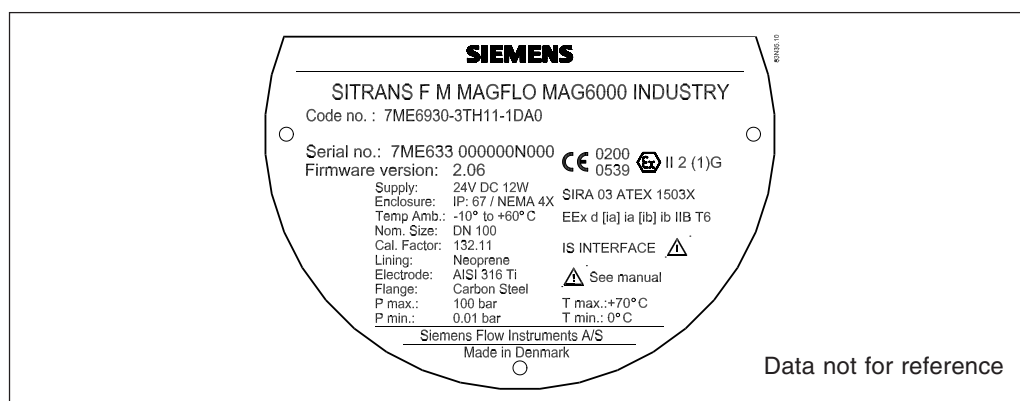 SIEMENS
83N35.10
SITRANS F M MAGFLO MAG6000 INDUSTRY
Code no. : 7ME6930-3TH11-1DA0
Serial no.: 7ME633 000000N000
Firmware version: 2.06
Supply: 24V DC 12W
Enclosure: IP: 67 / NEMA 4X
Temp Amb.: -10° to +60°C
Nom. Size: DN 100
Cal. Factor: 132.11
Lining: Neoprene
Electrode: AISI 316 Ti
Flange: Carbon Steel
P max.: 100 bar
P min.: 0.01 bar
CE 0200
0539
Ex II 2 (1)G
SIRA 03 ATEX 1503X
EEx d [ia] ia [ib] ib IIB T6
IS INTERFACE
See manual
T max.:+70°C
T min.: 0°C
Siemens Flow Instruments A/S
Made in Denmark
Data not for reference